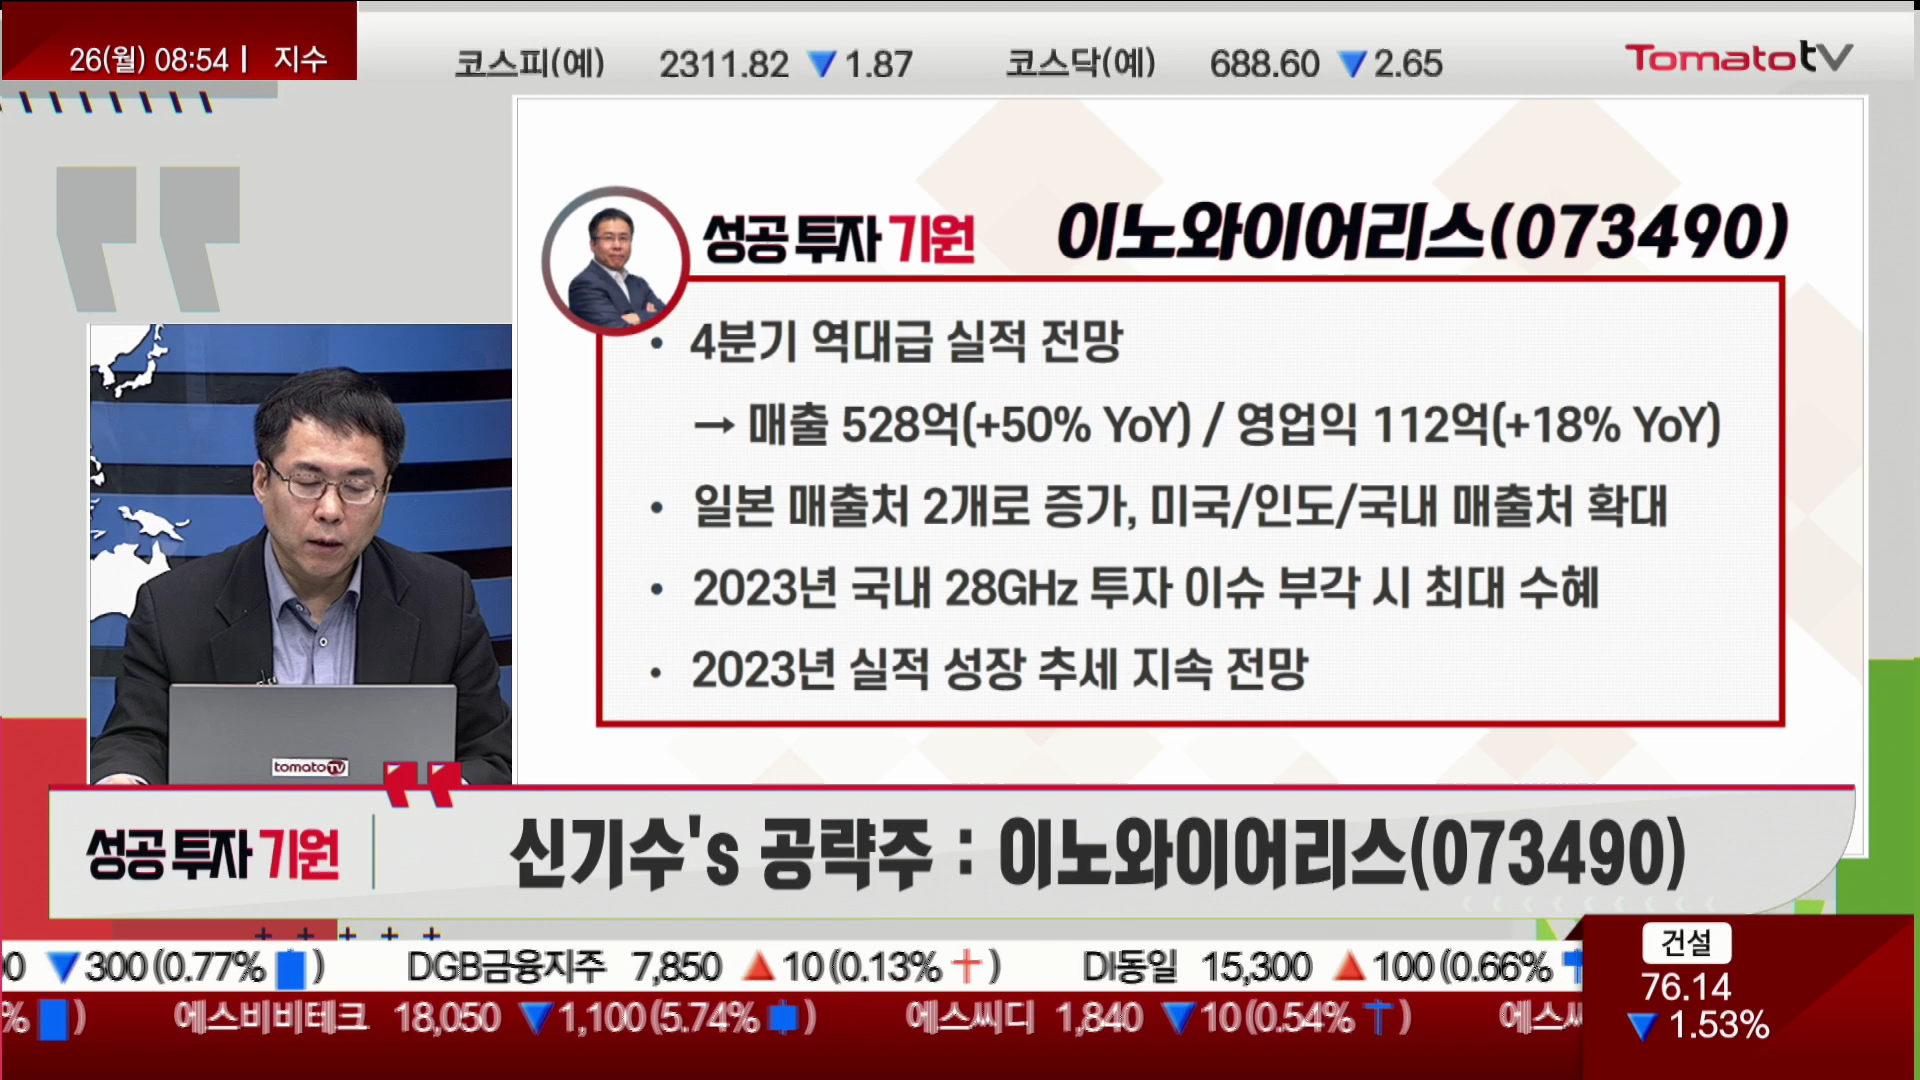 26(월) 08:54 | 지수 코스피(예) 2311.82 ▼1.87 코스닥(예) 688.60 ▼2.65 Tomatotv
성공 투자 기원 이노와이어리스(073490)
• 4분기 역대급 실적 전망
→ 매출 528억(+50% YoY) / 영업익 112억(+18% YoY)
• 일본 매출처 2개로 증가, 미국/인도/국내 매출처 확대
• 2023년 국내 28GHz 투자 이슈 부각 시 최대 수혜
• 2023년 실적 성장 추세 지속 전망
tomatoTV
성공 투자 기원 신기수's 공략주 : 이노와이어리스(073490)
▼300(0.77% ) DGB금융지주 7,850 ▲10(0.13% ) DI동일 15,300 ▲100(0.66%
% ) 에스비비테크 18,050 ▼1,100(5.74% ) 에스씨디 1,840 ▼10(0.54% )
건설
76.14
▼1.53%